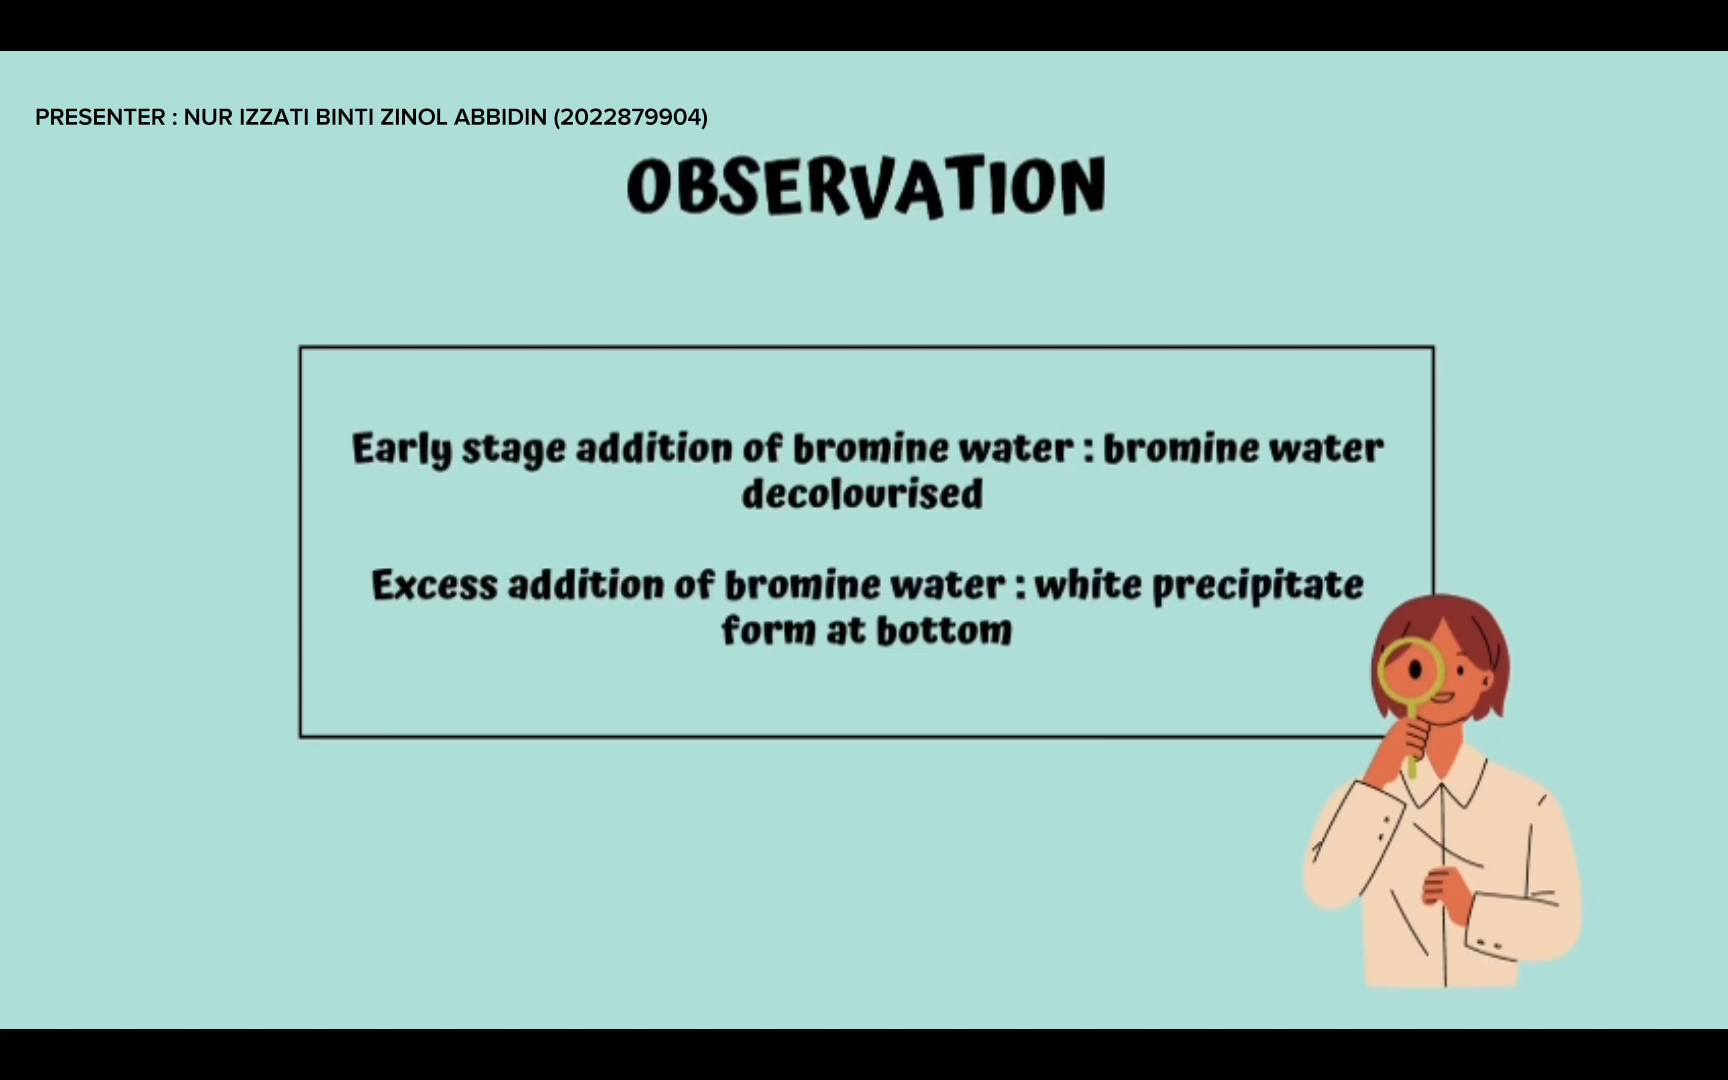 PRESENTER : NUR IZZATI BINTI ZINOL ABBIDIN (2022879904)
OBSERVATION
Early stage addition of bromine water : bromine water
decolourised
Excess addition of bromine water : white precipitate
form at bottom